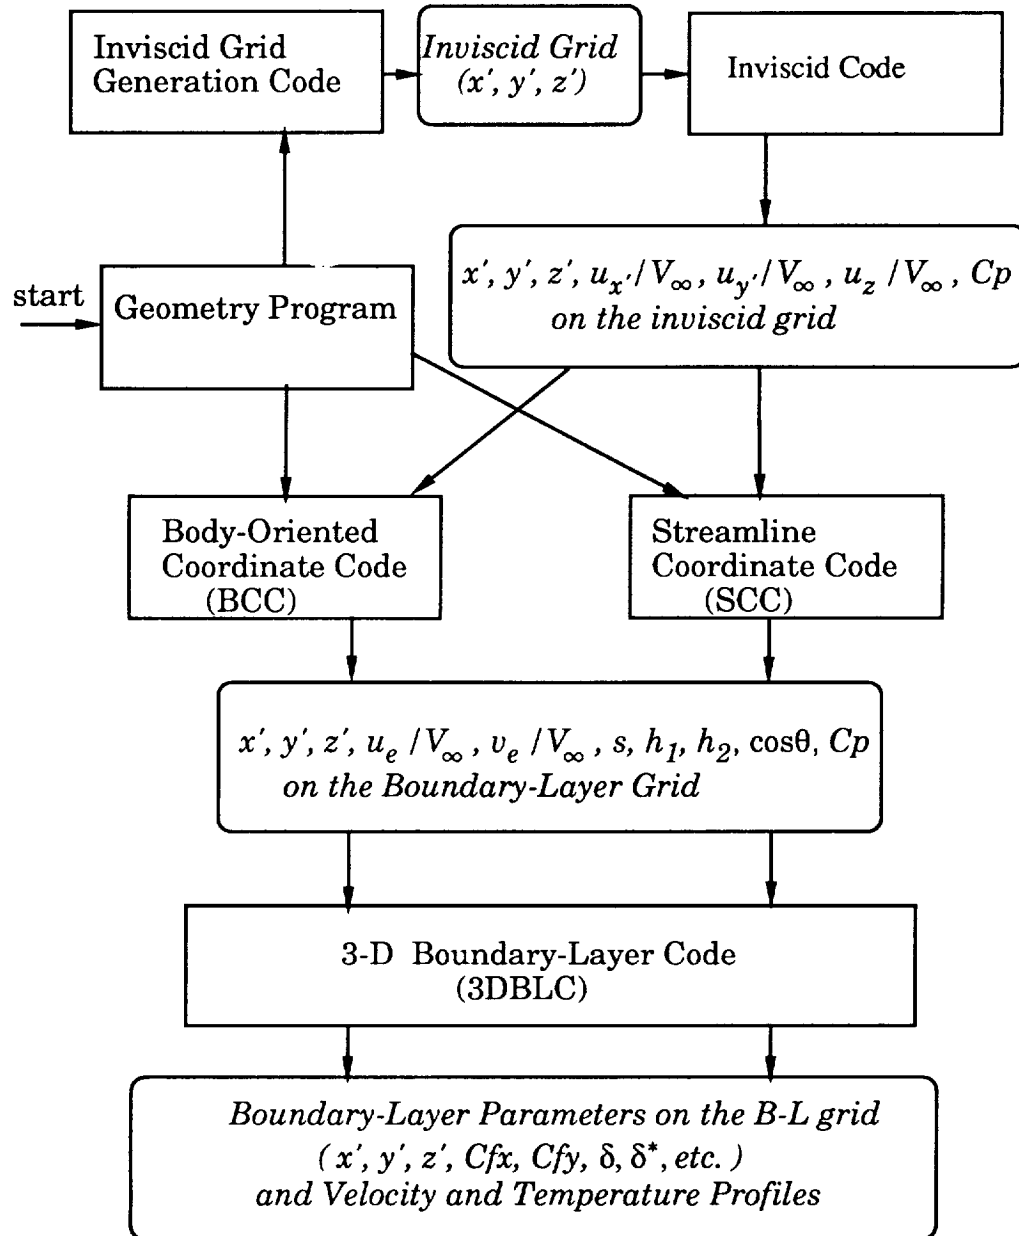 Inviscid Grid
Generation Code
Inviscid Grid
(x′, y′, z′)
Inviscid Code
start
Geometry Program
x′, y′, z′, u_x′/V_∞, u_y′/V_∞, u_z /V_∞, Cp
on the inviscid grid
Body-Oriented
Coordinate Code
(BCC)
Streamline
Coordinate Code
(SCC)
x′, y′, z′, u_e /V_∞, v_e /V_∞, s, h_1, h_2, cosθ, Cp
on the Boundary-Layer Grid
3-D Boundary-Layer Code
(3DBLC)
Boundary-Layer Parameters on the B-L grid
(x′, y′, z′, Cfx, Cfy, δ, δ*, etc.)
and Velocity and Temperature Profiles